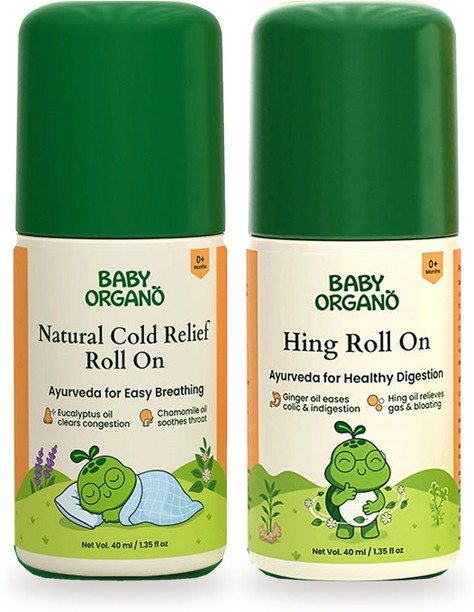 0+
Months
BABY
ORGANO
Natural Cold Relief
Roll On
Ayurveda for Easy Breathing
Eucalyptus oil
clears congestion
Chamomile oil
soothes throat
Net Vol. 40 ml / 1.35 fl oz
0+
Months
BABY
ORGANO
Hing Roll On
Ayurveda for Healthy Digestion
Ginger oil eases
colic & indigestion
Hing oil relieves
gas & bloating
Net Vol. 40 ml / 1.35 fl oz